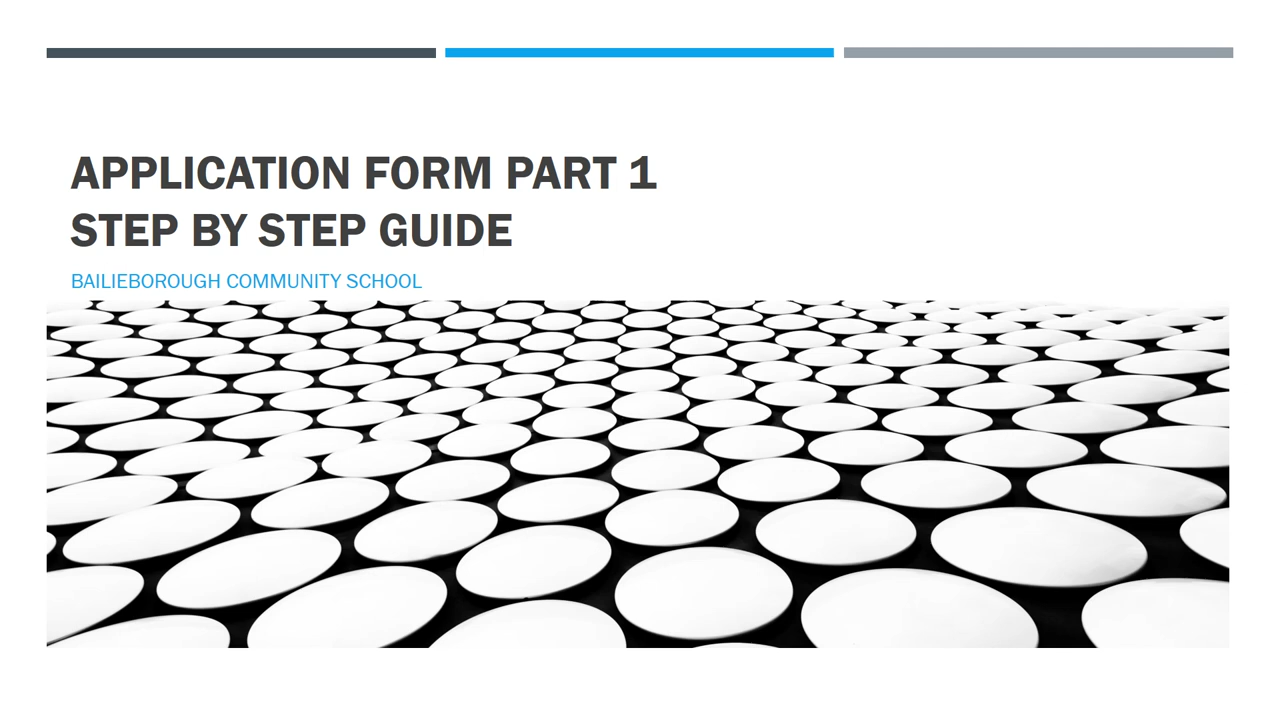 APPLICATION FORM PART 1
STEP BY STEP GUIDE
BAILIEBOROUGH COMMUNITY SCHOOL